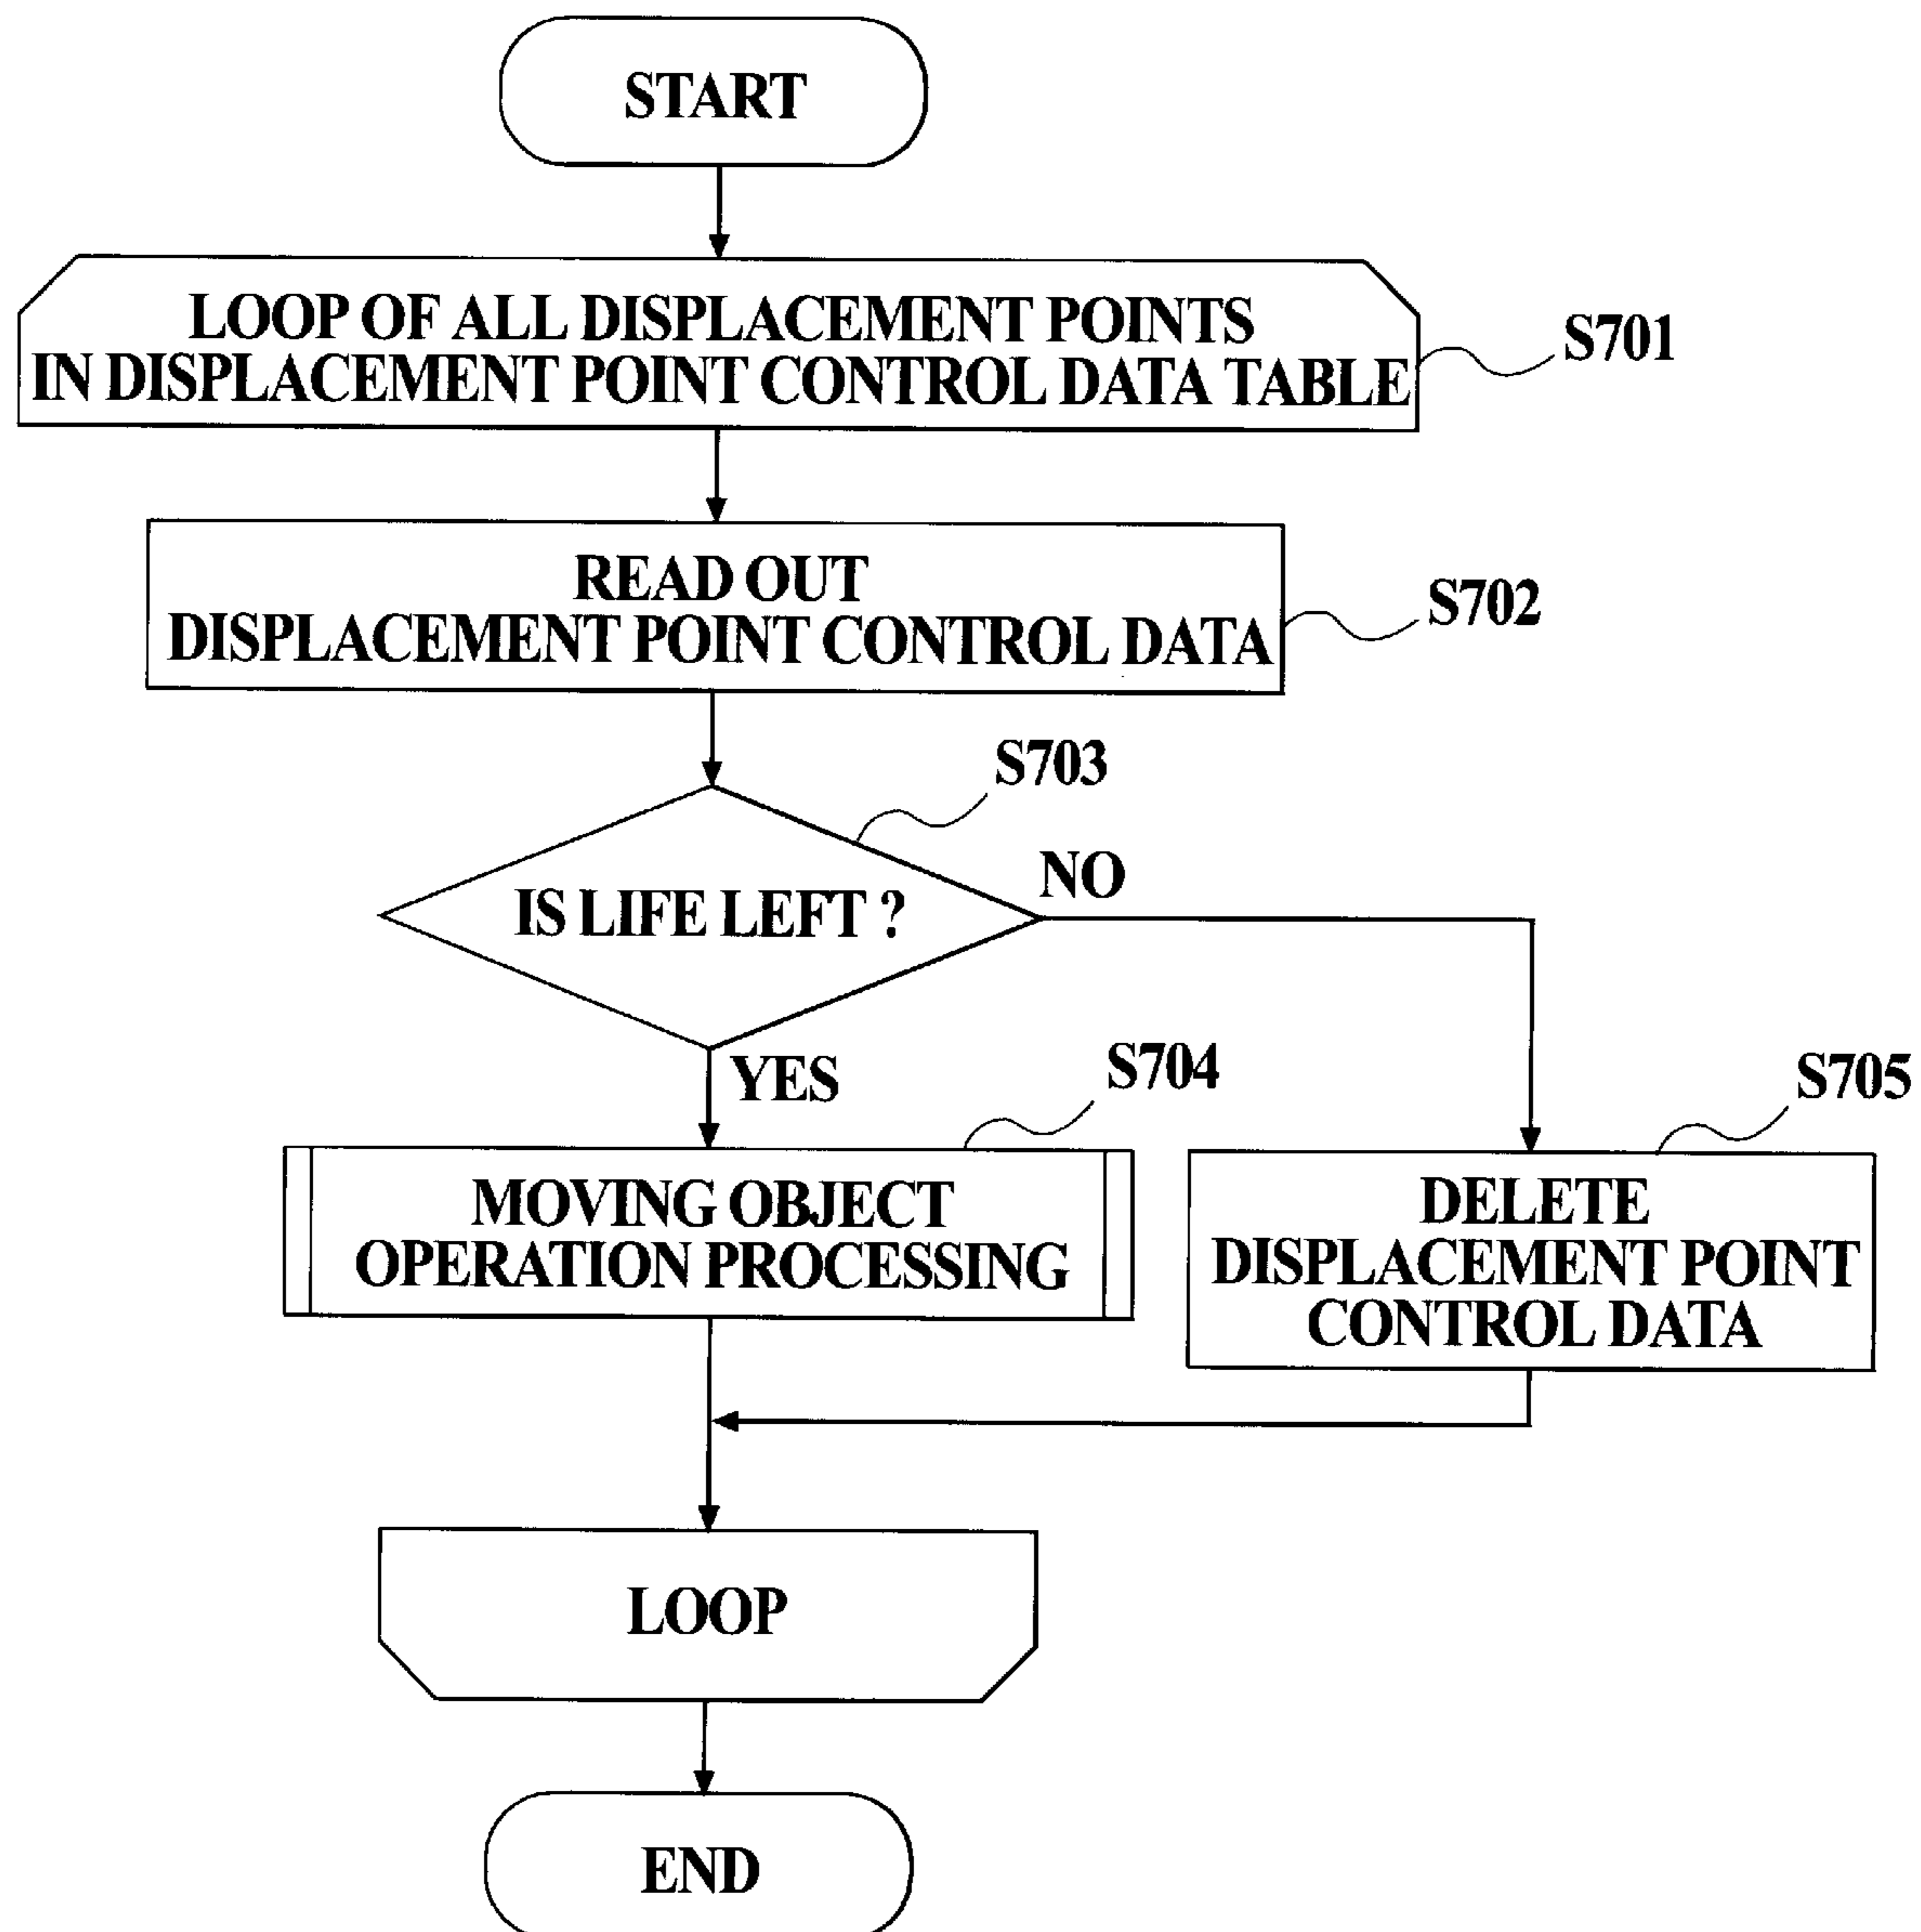 START
LOOP OF ALL DISPLACEMENT POINTS
IN DISPLACEMENT POINT CONTROL DATA TABLE
S701
READ OUT
DISPLACEMENT POINT CONTROL DATA
S702
S703
IS LIFE LEFT ?
NO
YES
S704
S705
MOVING OBJECT
OPERATION PROCESSING
DELETE
DISPLACEMENT POINT
CONTROL DATA
LOOP
END